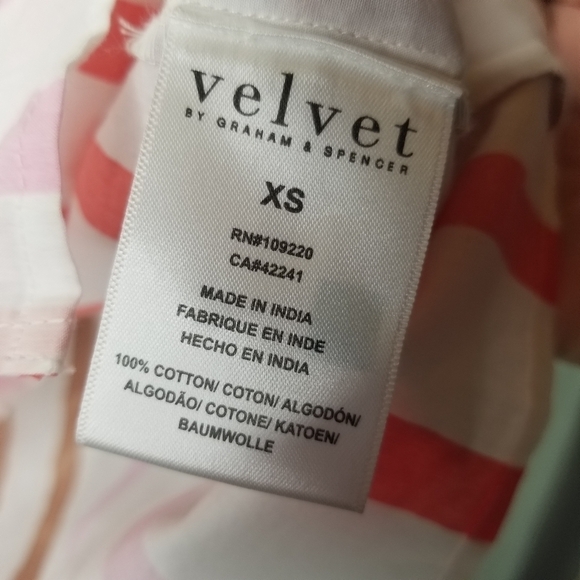 velvet
BY GRAHAM & SPENCER
XS
RN#109220
CA#42241
MADE IN INDIA
FABRIQUE EN INDE
HECHO EN INDIA
100% COTTON/ COTON/ ALGODÓN/
ALGODÃO/ COTONE/ KATOEN/
BAUMWOLLE